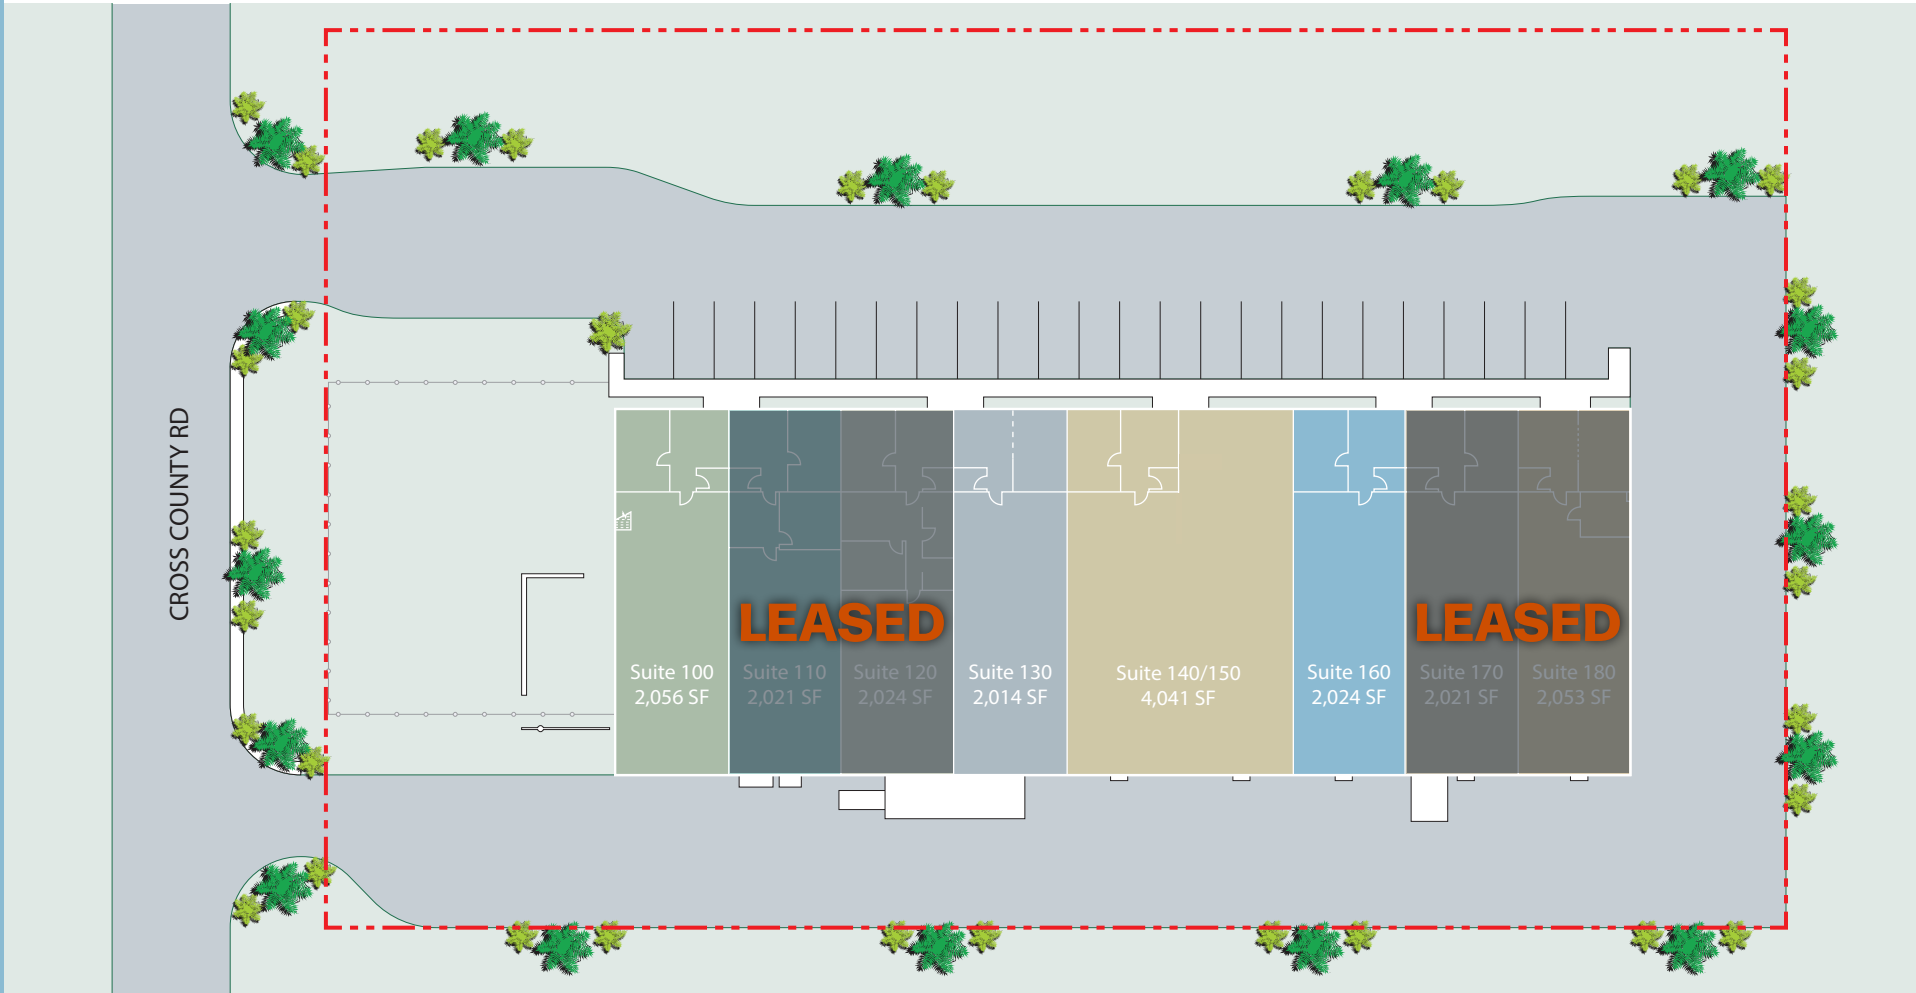 CROSS COUNTY RD
LEASED
LEASED
Suite 100
2,056 SF
Suite 110
2,021 SF
Suite 120
2,024 SF
Suite 130
2,014 SF
Suite 140/150
4,041 SF
Suite 160
2,024 SF
Suite 170
2,021 SF
Suite 180
2,053 SF